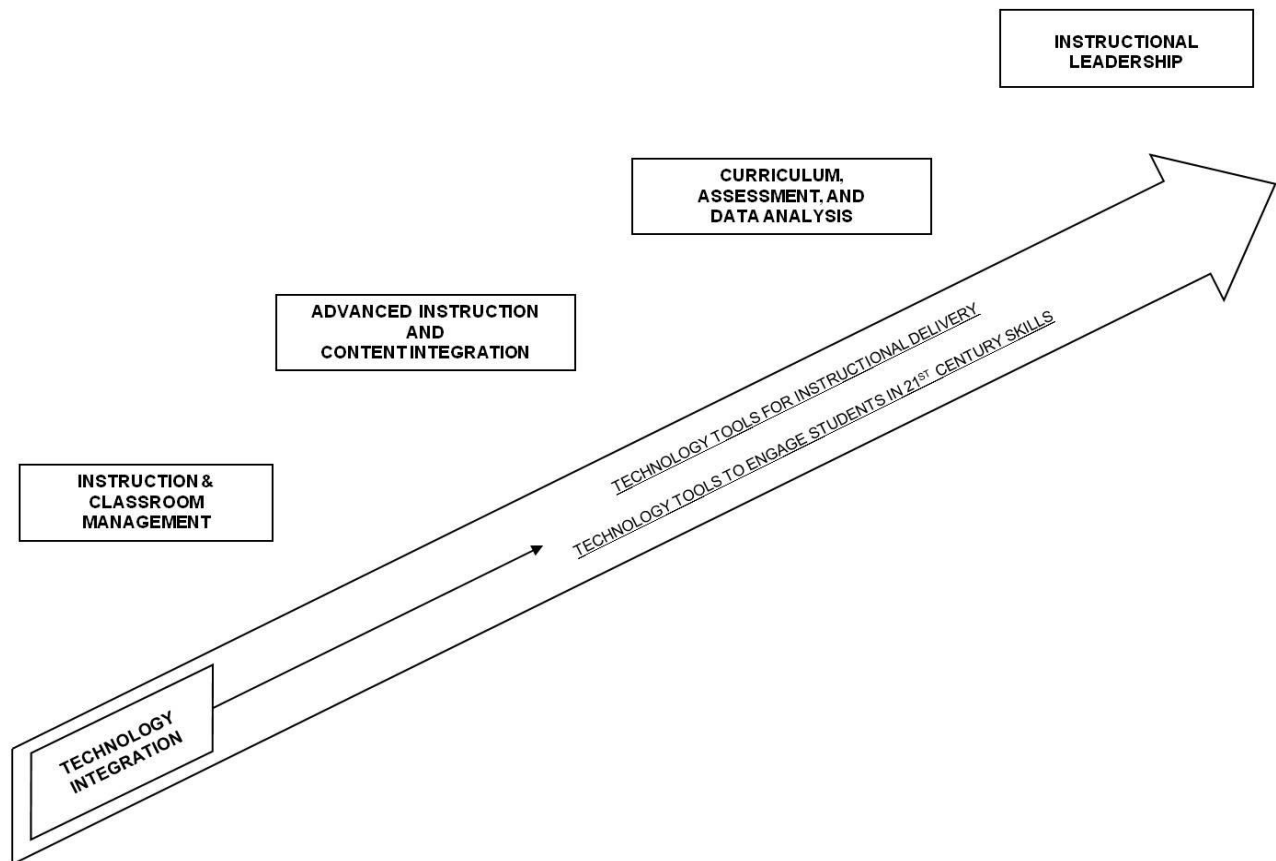 INSTRUCTIONAL
LEADERSHIP
CURRICULUM,
ASSESSMENT, AND
DATA ANALYSIS
ADVANCED INSTRUCTION
AND
CONTENT INTEGRATION
INSTRUCTION &
CLASSROOM
MANAGEMENT
TECHNOLOGY TOOLS FOR INSTRUCTIONAL DELIVERY
TECHNOLOGY TOOLS TO ENGAGE STUDENTS IN 21ST CENTURY SKILLS
TECHNOLOGY
INTEGRATION